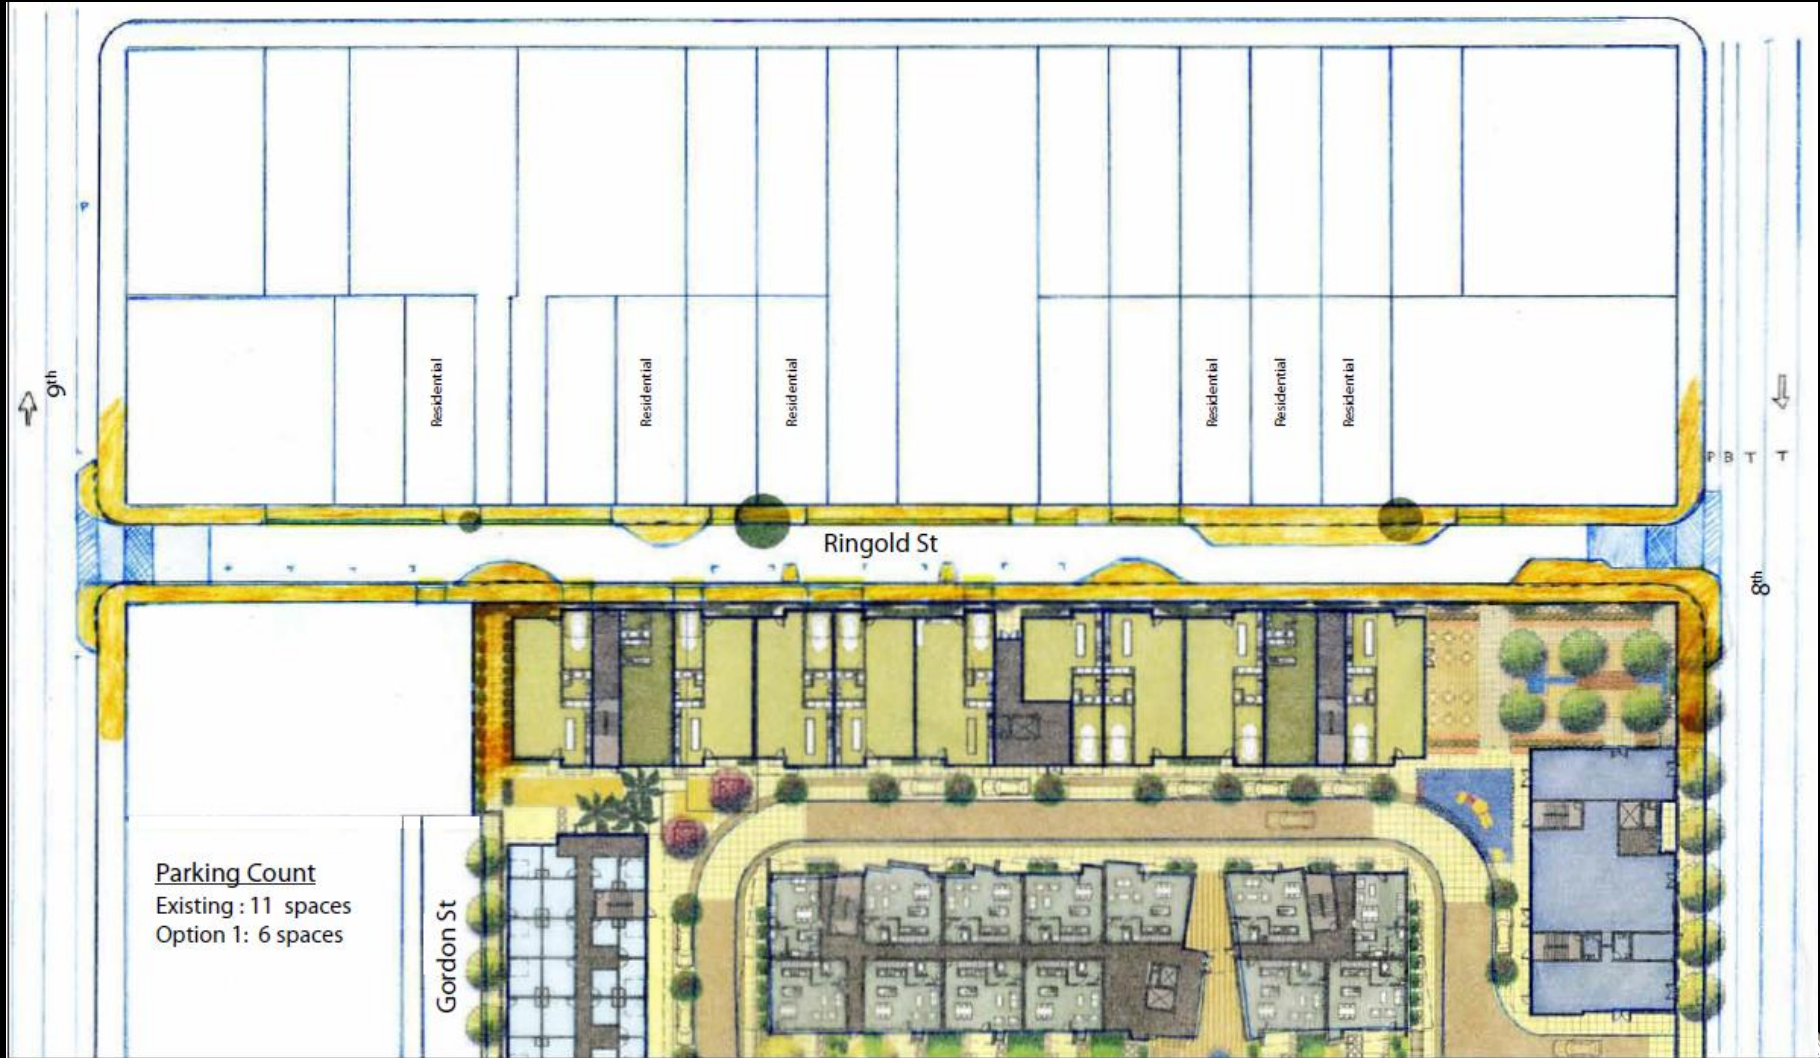 P
9th
Residential
Residential
Residential
Residential
Residential
Residential
P B T T
Ringold St
8th
Parking Count
Existing : 11 spaces
Option 1: 6 spaces
Gordon St